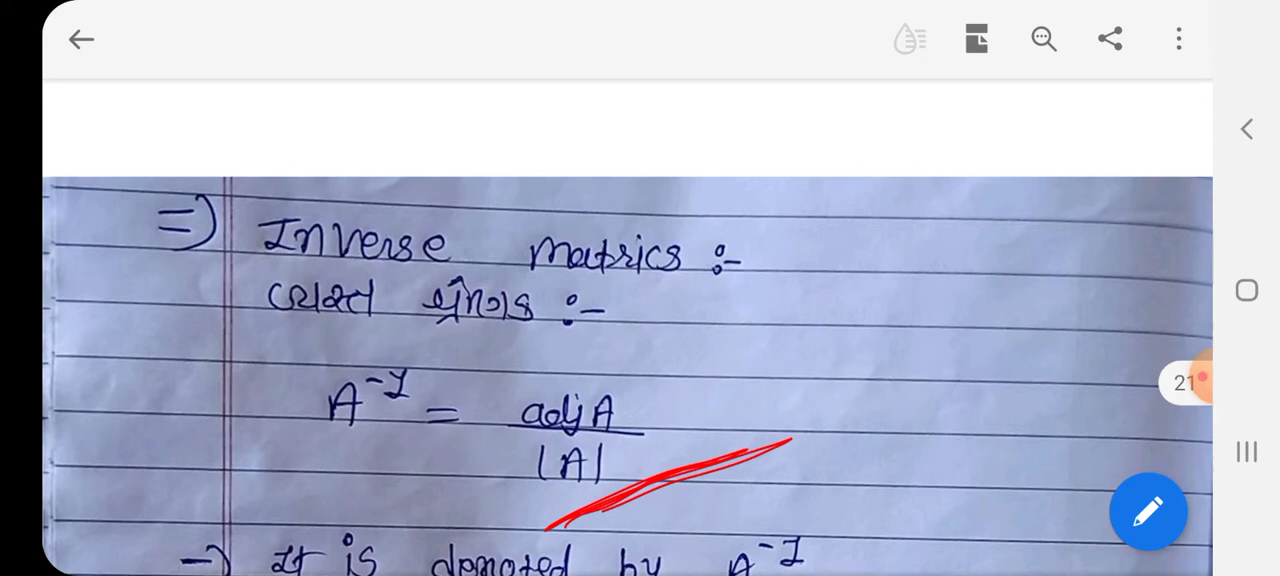 =) Inverse matrics :-
વ્યસ્ત શ્રેણિક :-
A⁻¹ = adj A
|A|
21
→ It is denoted by A⁻¹